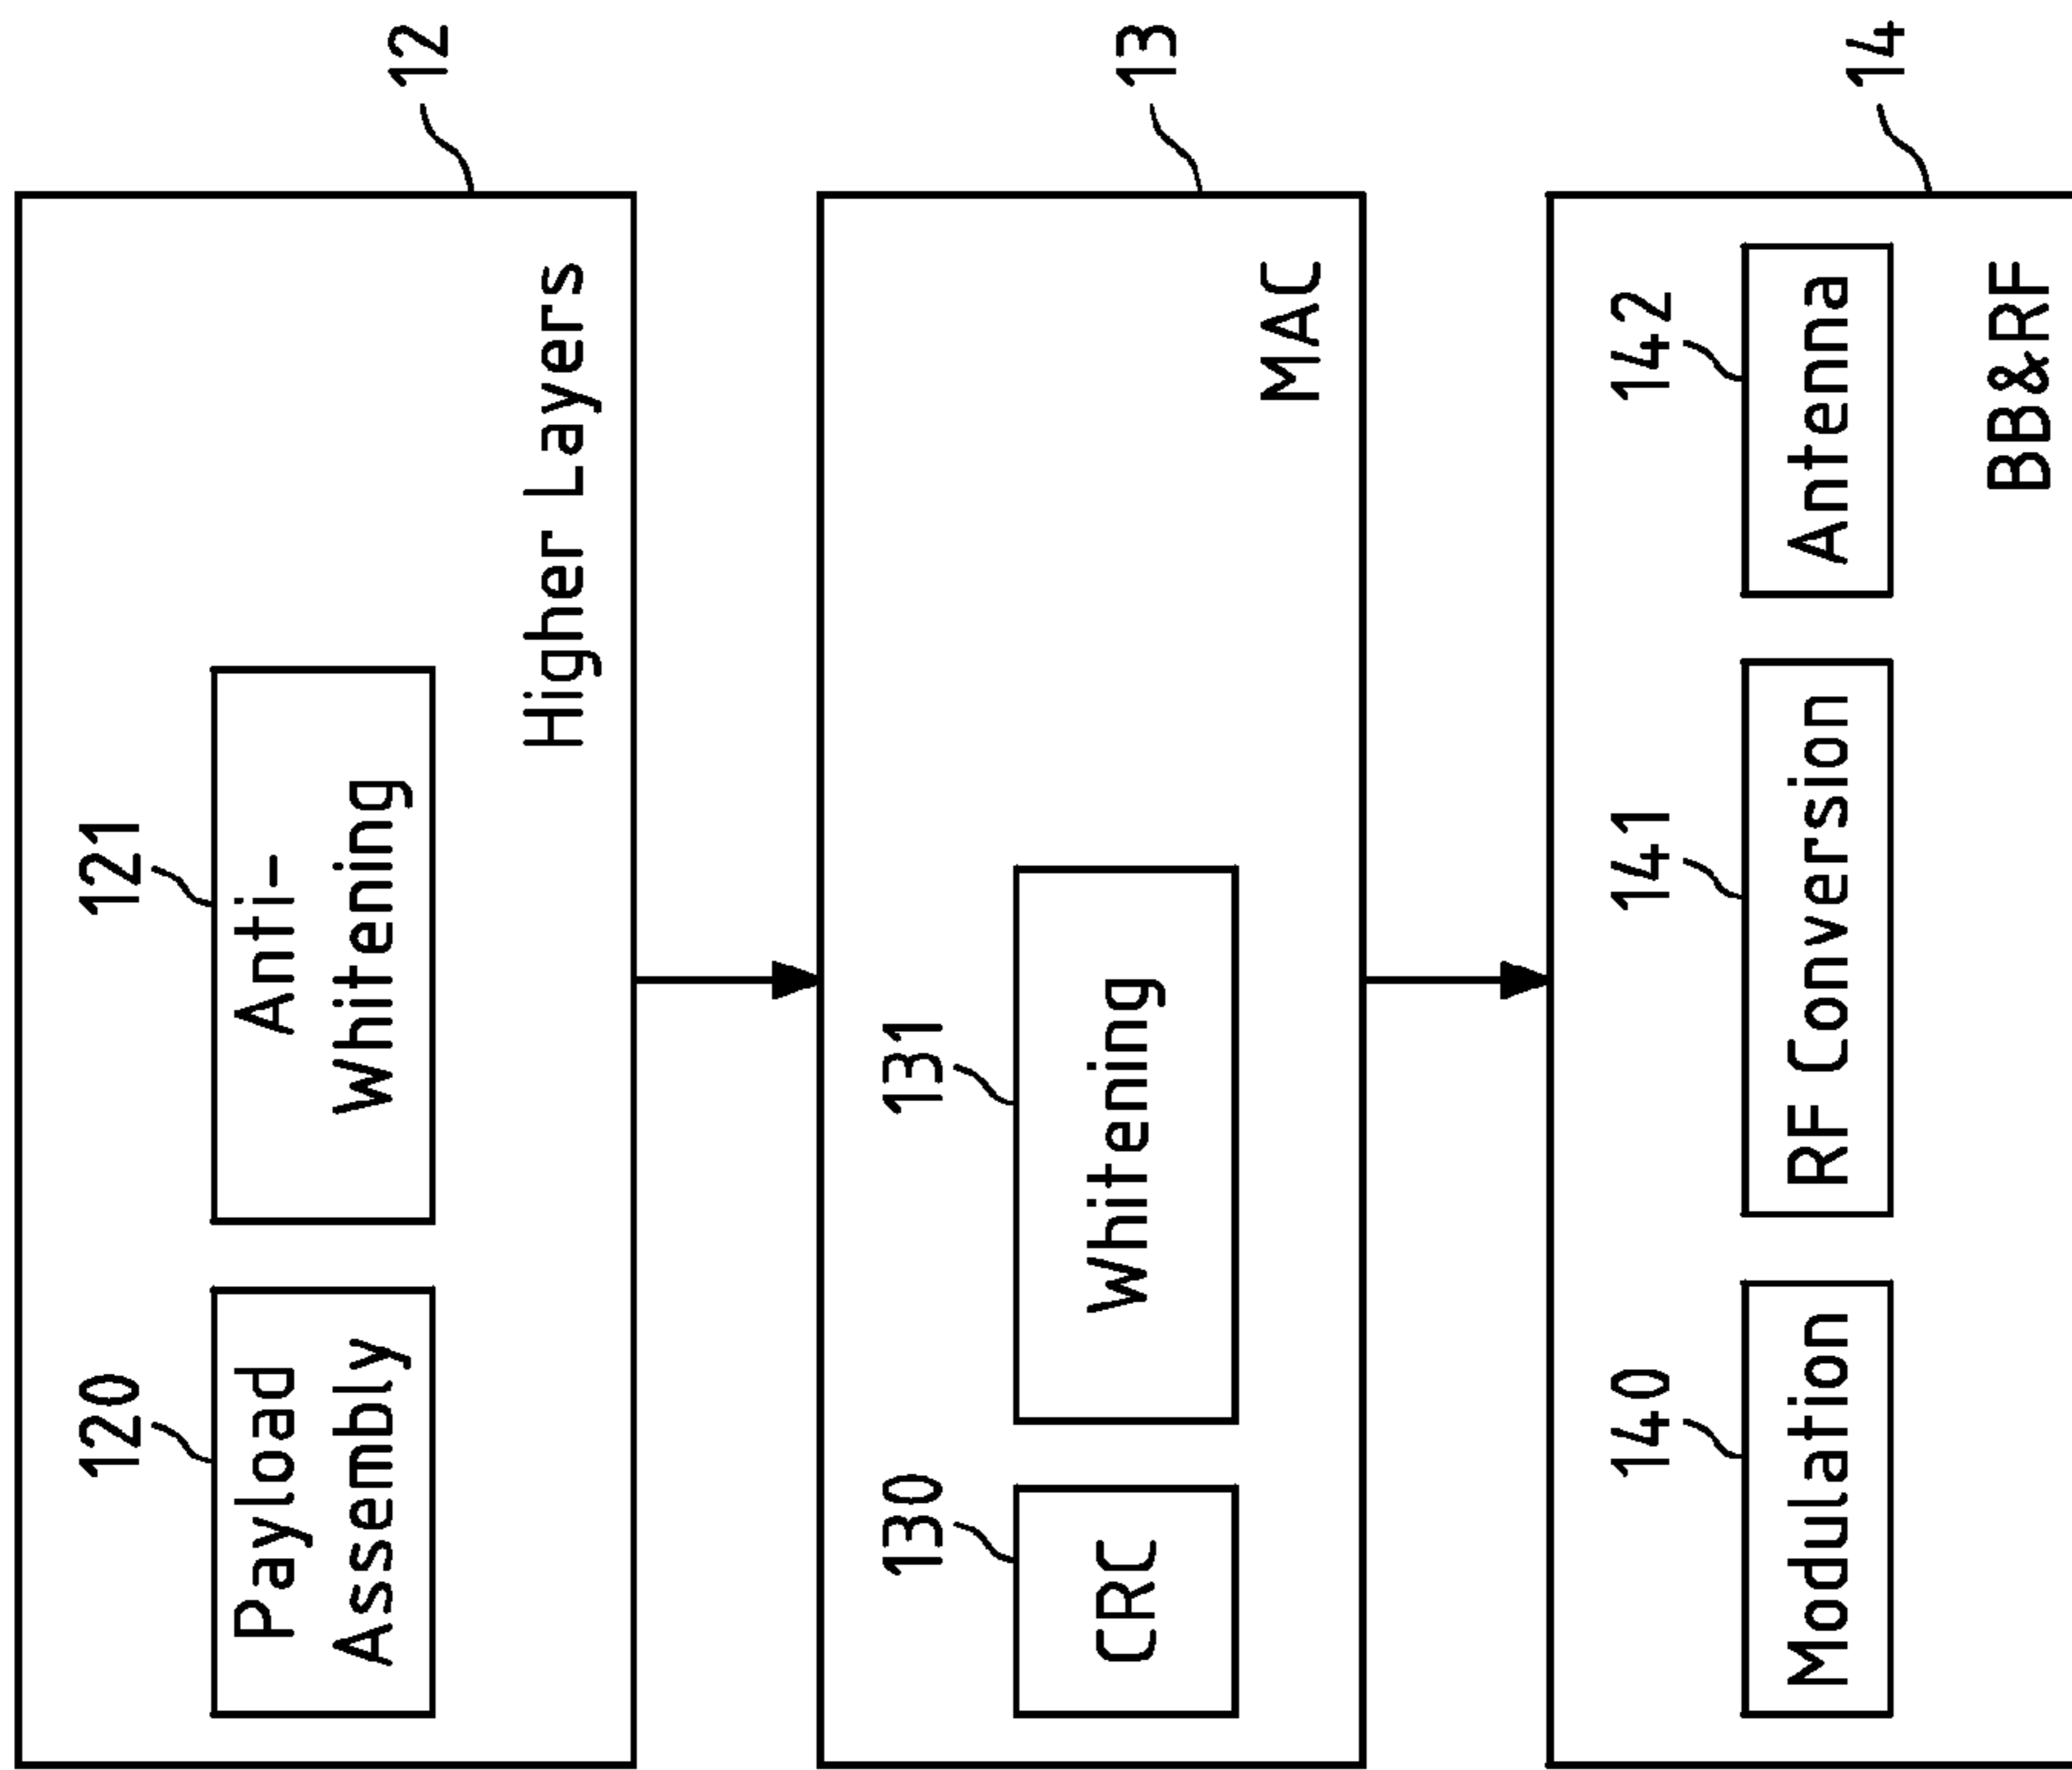 12
120
121
Payload
Assembly
Anti-
Whitening
Higher Layers
13
130
131
CRC
Whitening
MAC
14
140
141
142
Modulation
RF Conversion
Antenna
BB&RF